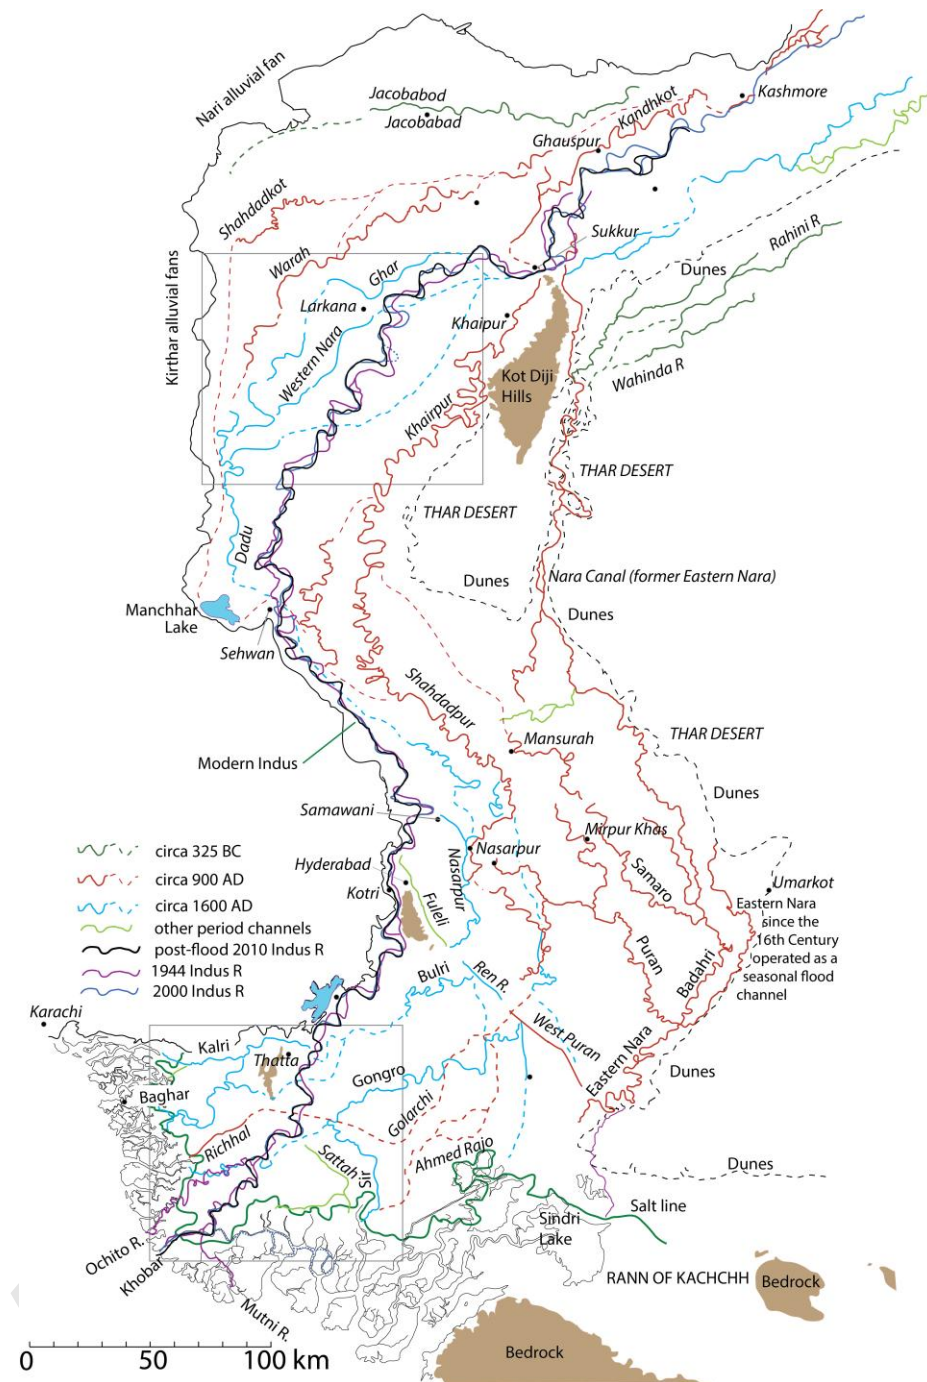 Nari alluvial fan
Jacobabod
Jacobabad
Kandhkot
Kashmore
Ghauspur
Shahdadkot
Sukkur
Rahini R
Warah
Ghar
Dunes
Kirthar alluvial fans
Larkana
Khaipur
Western Nara
Wahinda R
Kot Diji
Hills
Khairpur
THAR DESERT
THAR DESERT
Dadu
Dunes
Nara Canal (former Eastern Nara)
Manchhar
Lake
Dunes
Sehwan
Shahdadpur
THAR DESERT
Mansurah
Modern Indus
Dunes
Samawani
Mirpur Khas
circa 325 BC
Nasarpur
Nasarpur
Hyderabad
Samaro
circa 900 AD
Kotri
Umarkot
circa 1600 AD
Fuleli
Eastern Nara
since the
16th Century
operated as a
seasonal flood
channel
other period channels
post-flood 2010 Indus R
Puran
Badahri
1944 Indus R
Bulri
Ren R.
2000 Indus R
Karachi
West Puran
Kalri
Thatta
Eastern Nara
Gongro
Dunes
Baghar
Golarchi
Richhal
Sattah
Sir
Ahmed Rajo
Dunes
Salt line
Sindri
Lake
Ochito R.
Khobar
RANN OF KACHCHH
Bedrock
Mutni R.
Bedrock
0 50 100 km